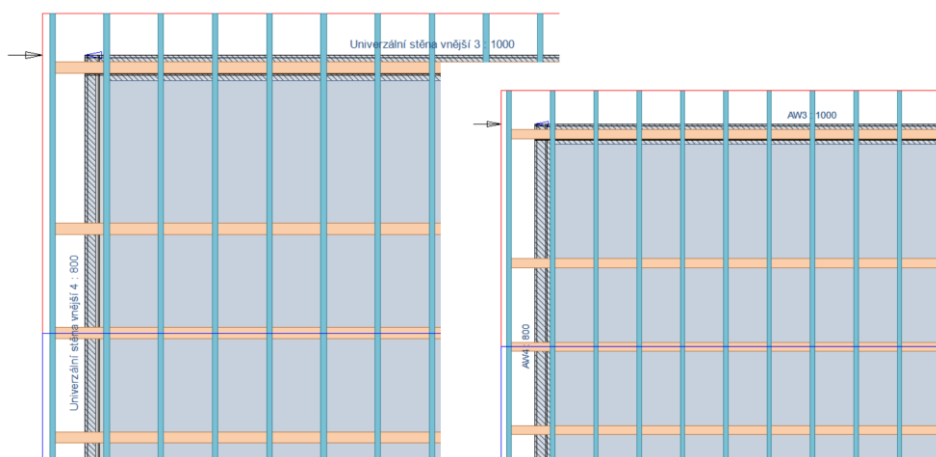 Univerzální stěna vnější 3 : 1000
Univerzální stěna vnější 4 : 800
AW3 : 1000
AW4 : 800